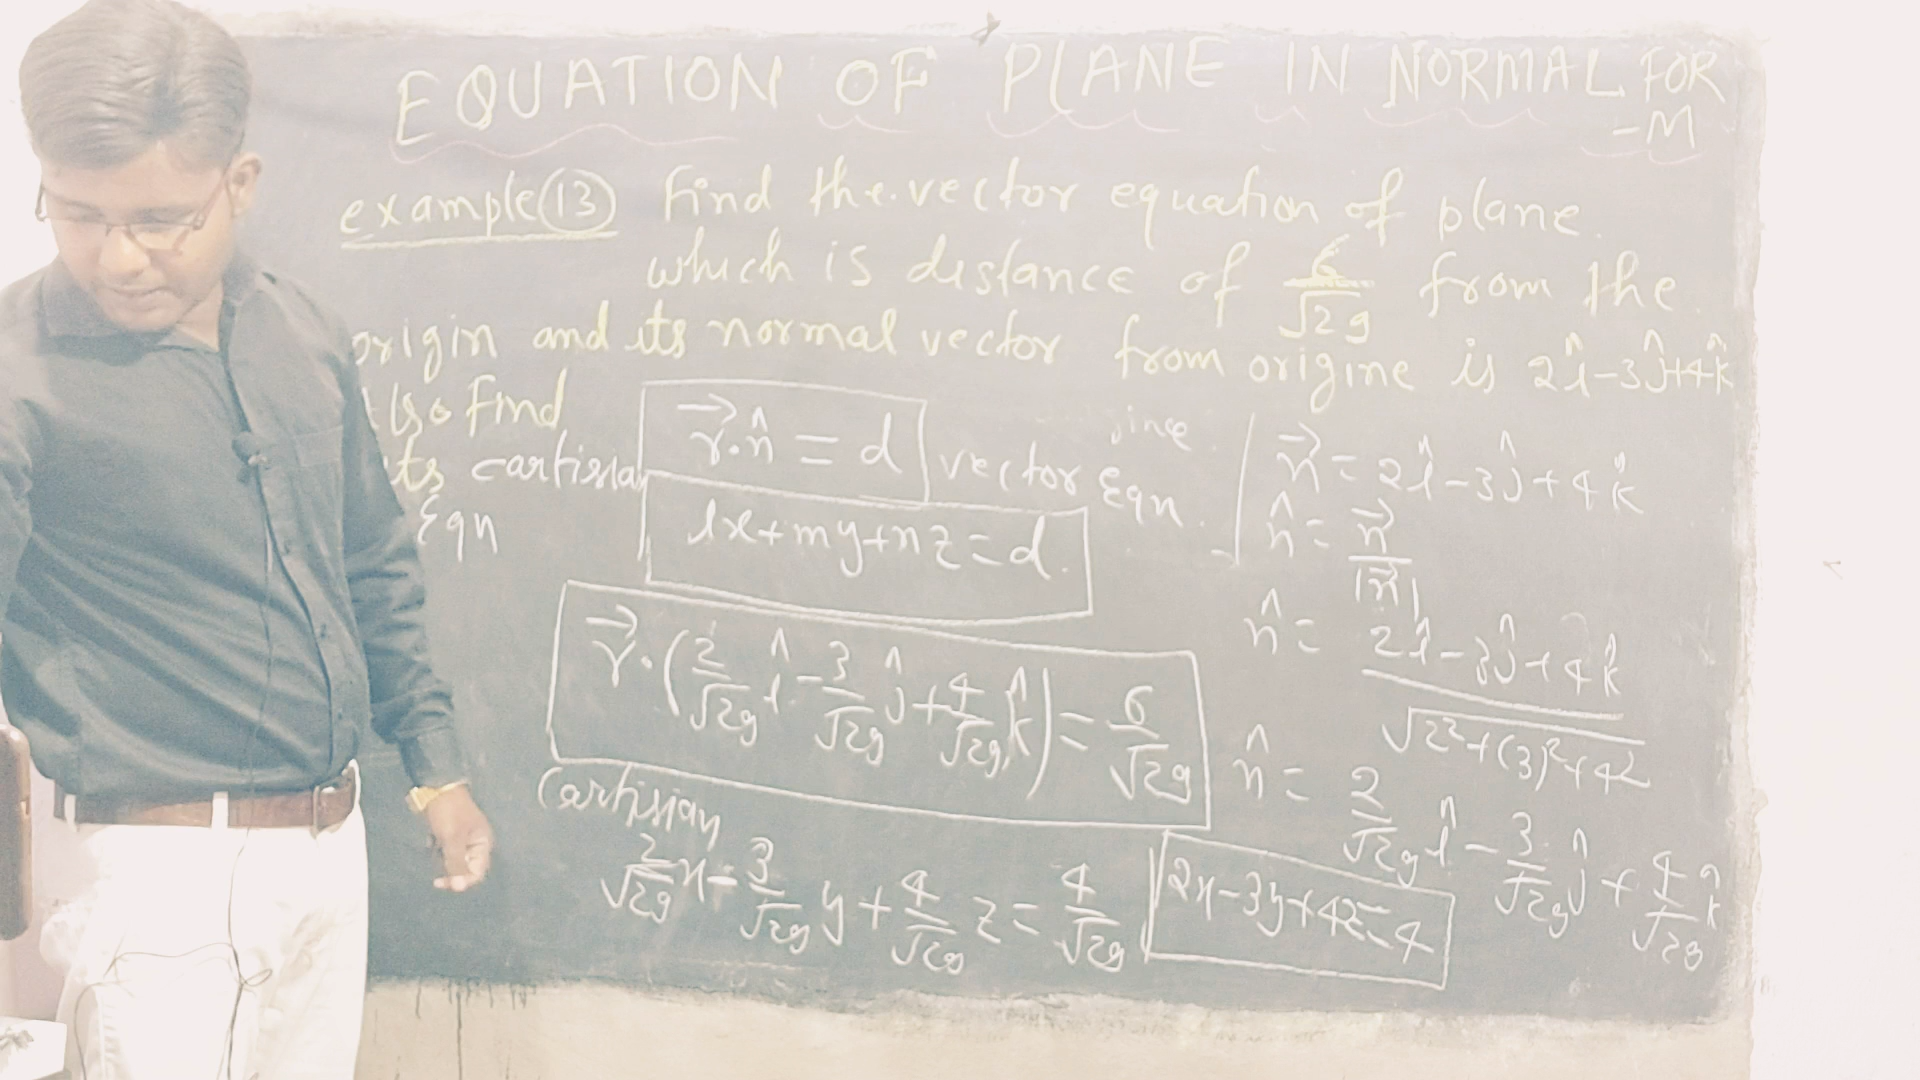 EQUATION OF PLANE IN NORMAL FOR
-M
example (13) Find the vector equation of plane.
which is distance of 6/√29 from the
origin and its normal vector from origine is 2î-3ĵ+4k̂
Also Find
its cartisian
Eqn
r⃗.n̂ = d vector Eqn.
lx+my+nz=d.
r⃗.(2/√29 î - 3/√29 ĵ + 4/√29 k̂) = 6/√29
Cartisian
2/√29 x - 3/√29 y + 4/√29 z = 4/√29
2x-3y+4z=4
since
n⃗ = 2î-3ĵ+4k̂
n̂ = n⃗/|n⃗|
n̂ = 2î-3ĵ+4k̂/√2²+(3)²+4²
n̂ = 2/√29 î - 3/√29 ĵ + 4/√29 k̂